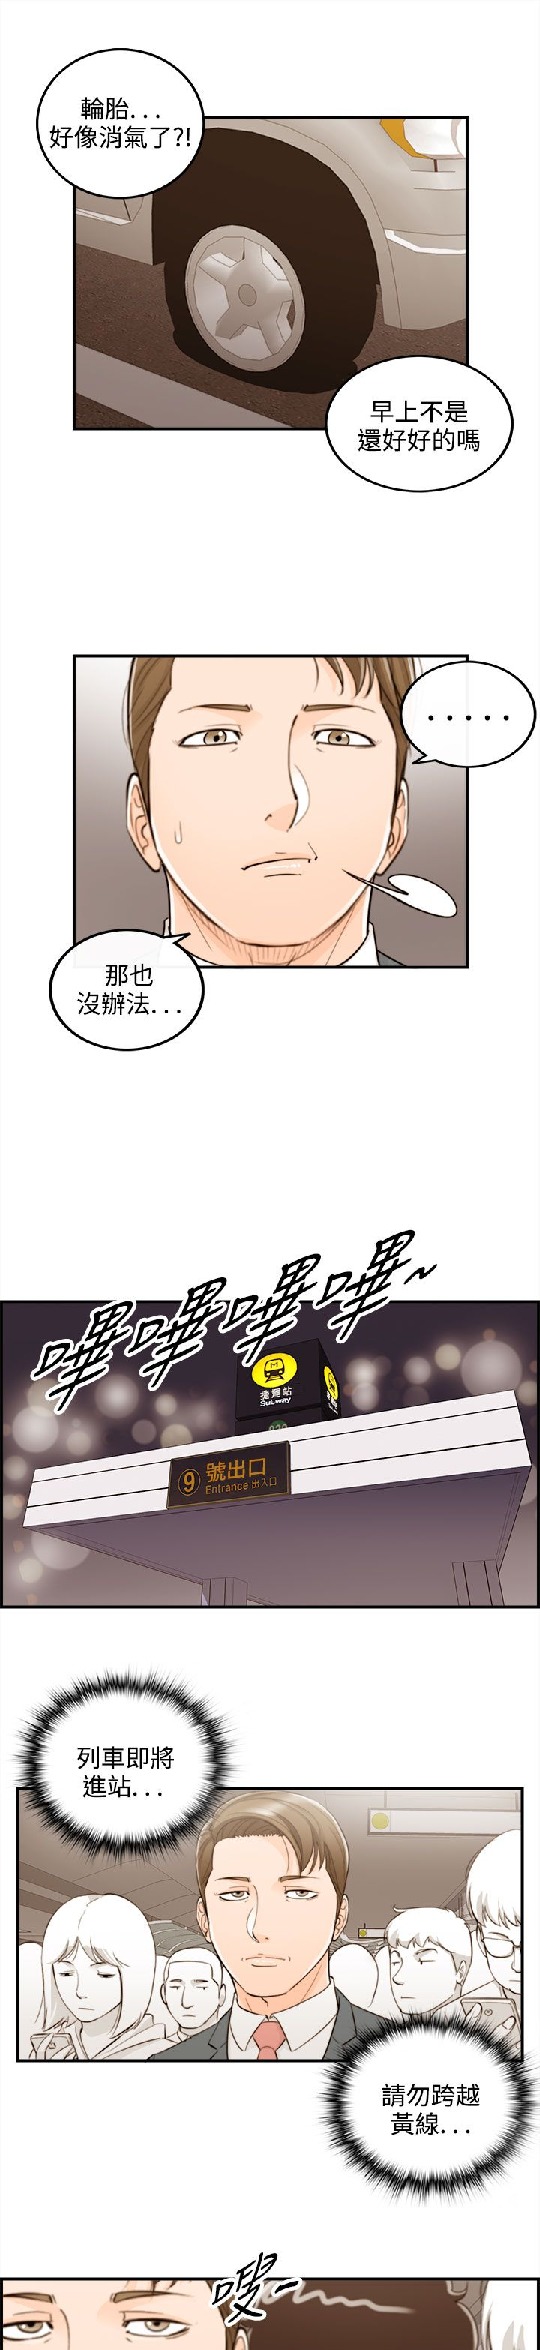 輪胎...
好像消氣了?!
早上不是
還好好的嗎
.....
那也
沒辦法...
嗶嗶嗶嗶~
捷運站
Subway
9 號出口
Entrance 出入口
列車即將
進站...
請勿跨越
黃線...
嗖~